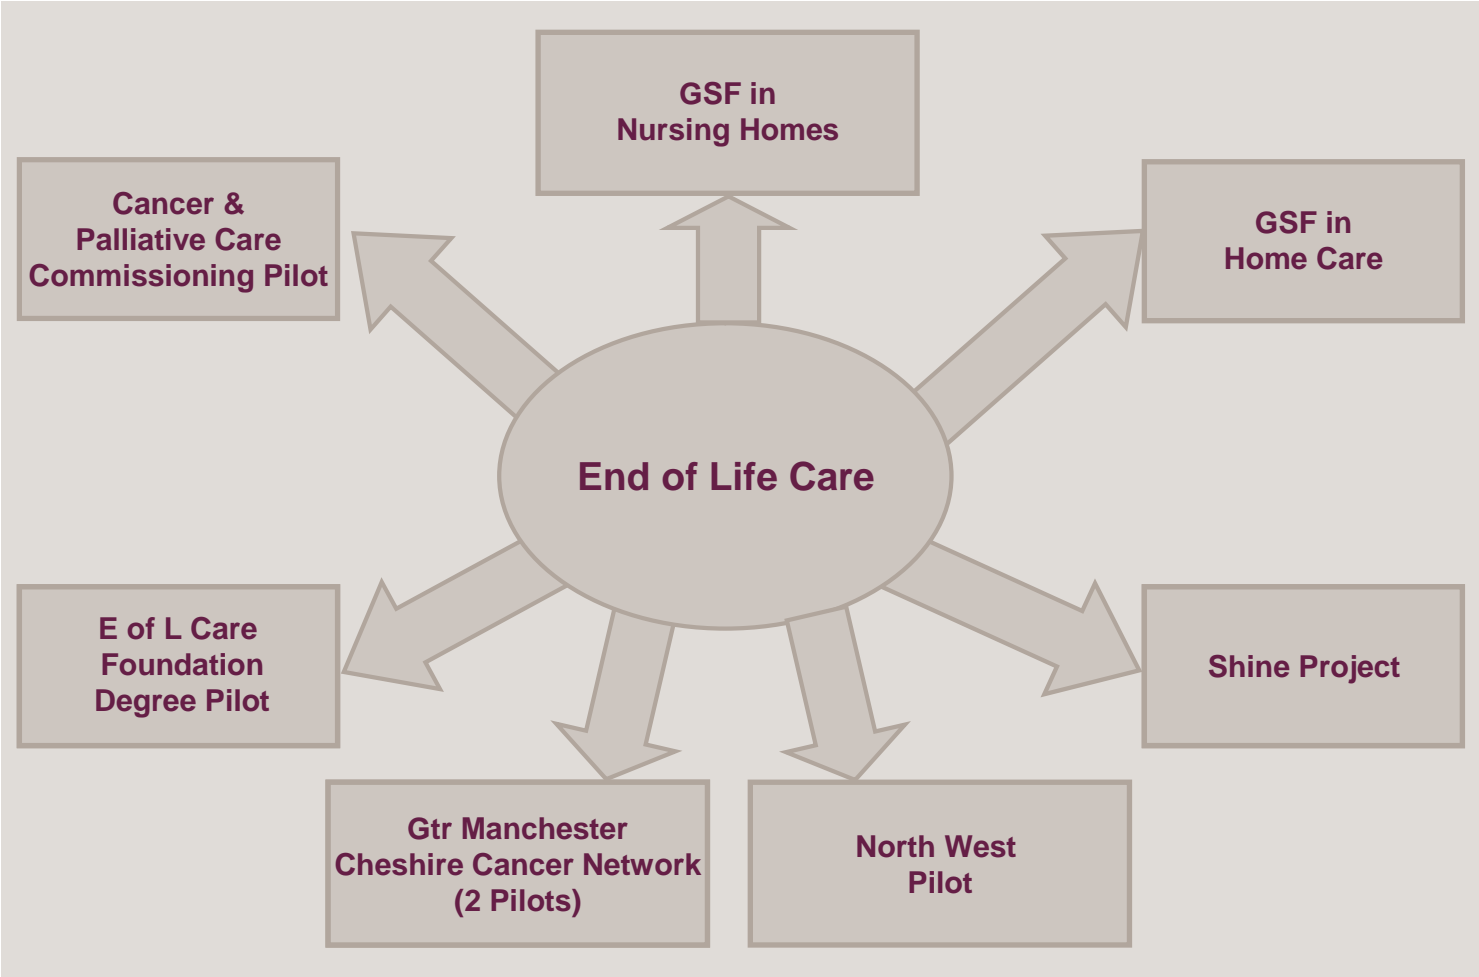 GSF in
Nursing Homes
Cancer &
Palliative Care
Commissioning Pilot
GSF in
Home Care
End of Life Care
E of L Care
Foundation
Degree Pilot
Shine Project
Gtr Manchester
Cheshire Cancer Network
(2 Pilots)
North West
Pilot